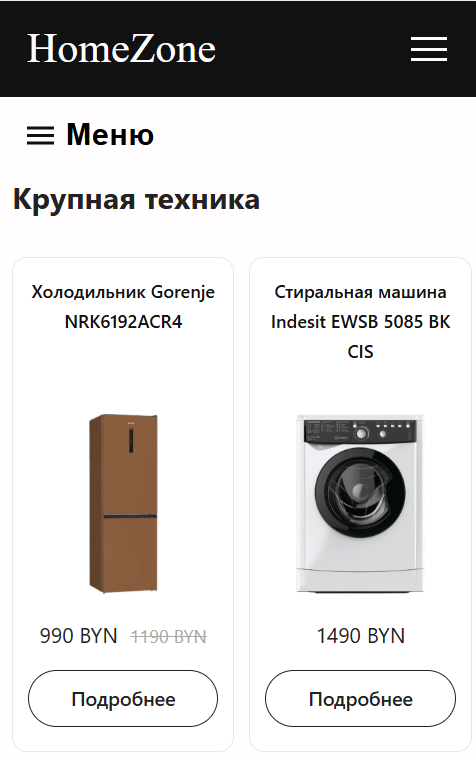 HomeZone
Меню
Крупная техника
Холодильник Gorenje
NRK6192ACR4
990 BYN 1190 BYN
Подробнее
Стиральная машина
Indesit EWSB 5085 BK
CIS
1490 BYN
Подробнее